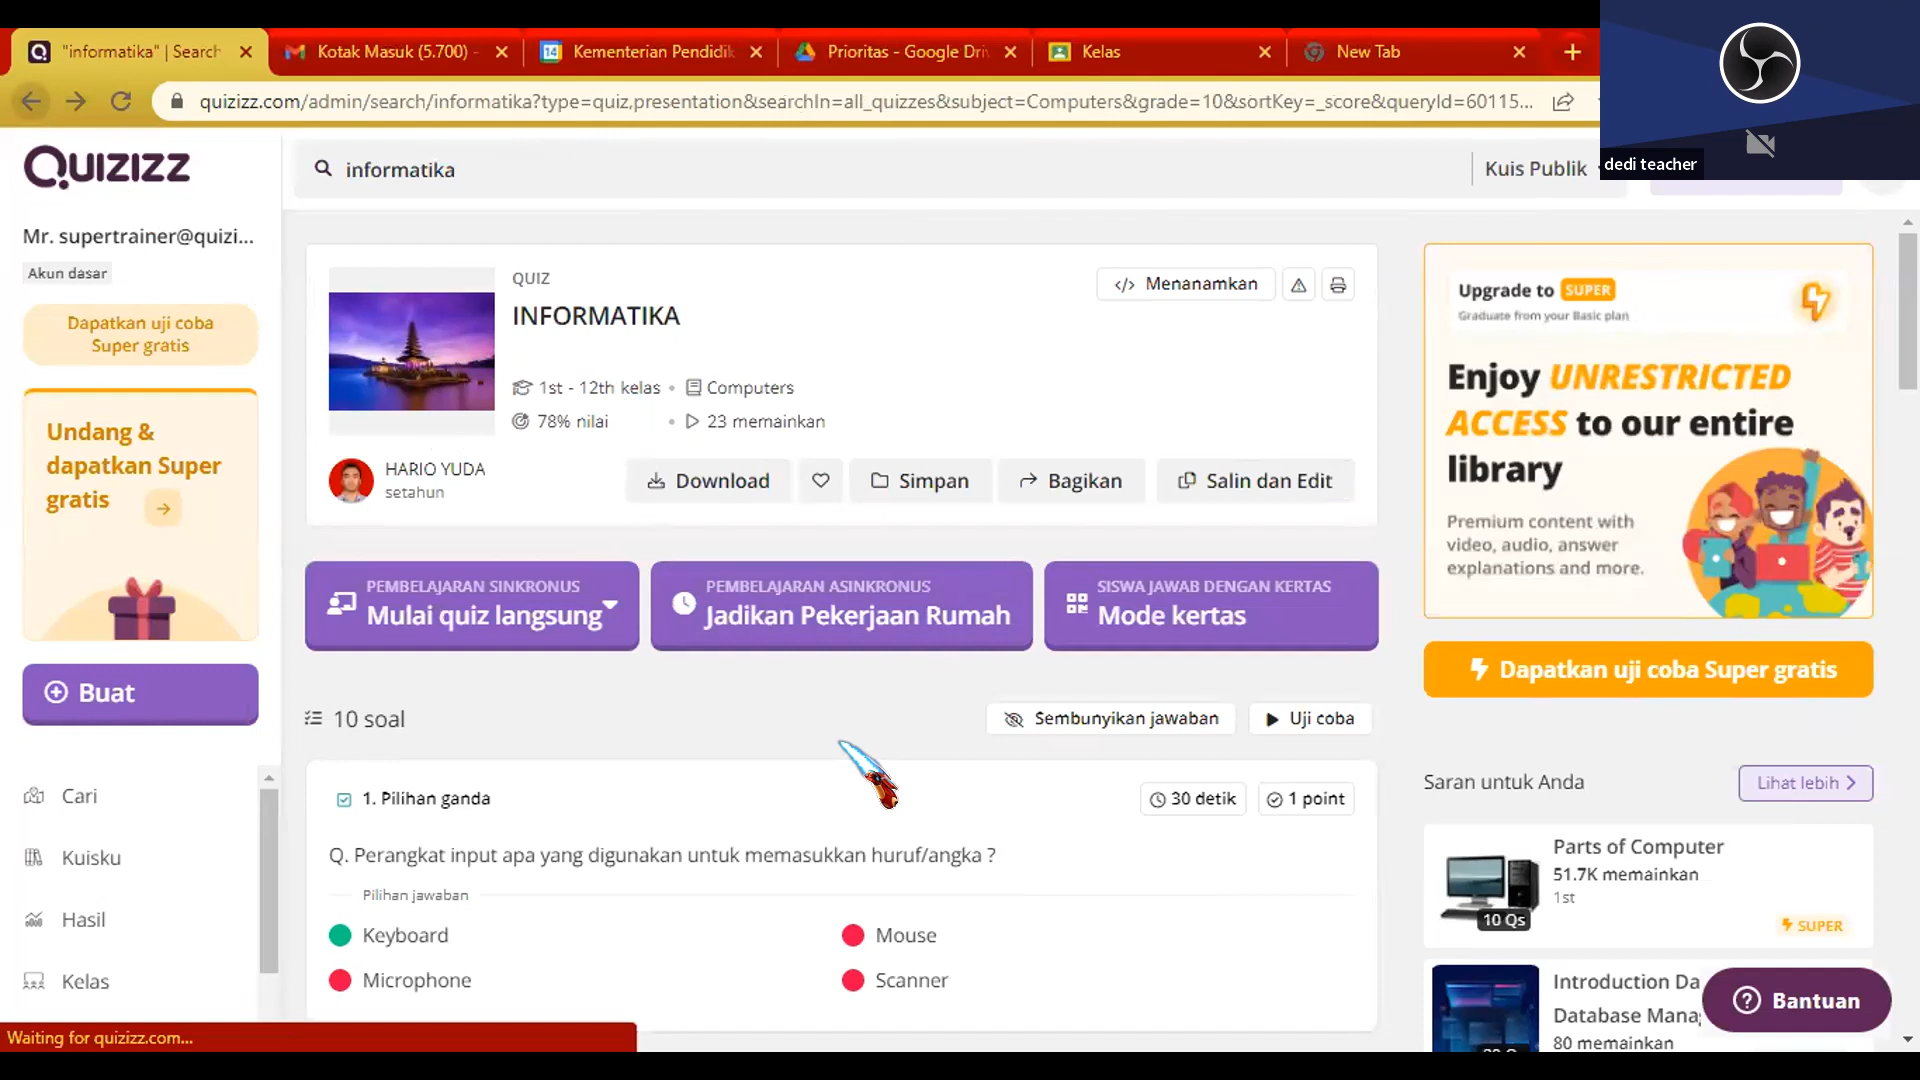 "informatika" | Search
Kotak Masuk (5.700) -
14
Kementerian Pendidik
Prioritas - Google Driv
Kelas
New Tab
quizizz.com/admin/search/informatika?type=quiz,presentation&searchIn=all_quizzes&subject=Computers&grade=10&sortKey=_score&queryId=60115...
dedi teacher
QUIZIZZ
informatika
Kuis Publik
Mr. supertrainer@quizi...
Akun dasar
Dapatkan uji coba
Super gratis
Undang &
dapatkan Super
gratis
Buat
Cari
Kuisku
Hasil
Kelas
QUIZ
INFORMATIKA
</> Menanamkan
1st - 12th kelas • Computers
78% nilai • 23 memainkan
HARIO YUDA
setahun
Download
Simpan
Bagikan
Salin dan Edit
PEMBELAJARAN SINKRONUS
Mulai quiz langsung
PEMBELAJARAN ASINKRONUS
Jadikan Pekerjaan Rumah
SISWA JAWAB DENGAN KERTAS
Mode kertas
10 soal
Sembunyikan jawaban
Uji coba
1. Pilihan ganda
30 detik
1 point
Q. Perangkat input apa yang digunakan untuk memasukkan huruf/angka ?
Pilihan jawaban
Keyboard
Mouse
Microphone
Scanner
Upgrade to SUPER
Graduate from your Basic plan
Enjoy UNRESTRICTED
ACCESS to our entire
library
Premium content with
video, audio, answer
explanations and more.
Dapatkan uji coba Super gratis
Saran untuk Anda
Lihat lebih
Parts of Computer
51.7K memainkan
1st
10 Qs
SUPER
Introduction Da
Database Mana
80 memainkan
Bantuan
Waiting for quizizz.com...